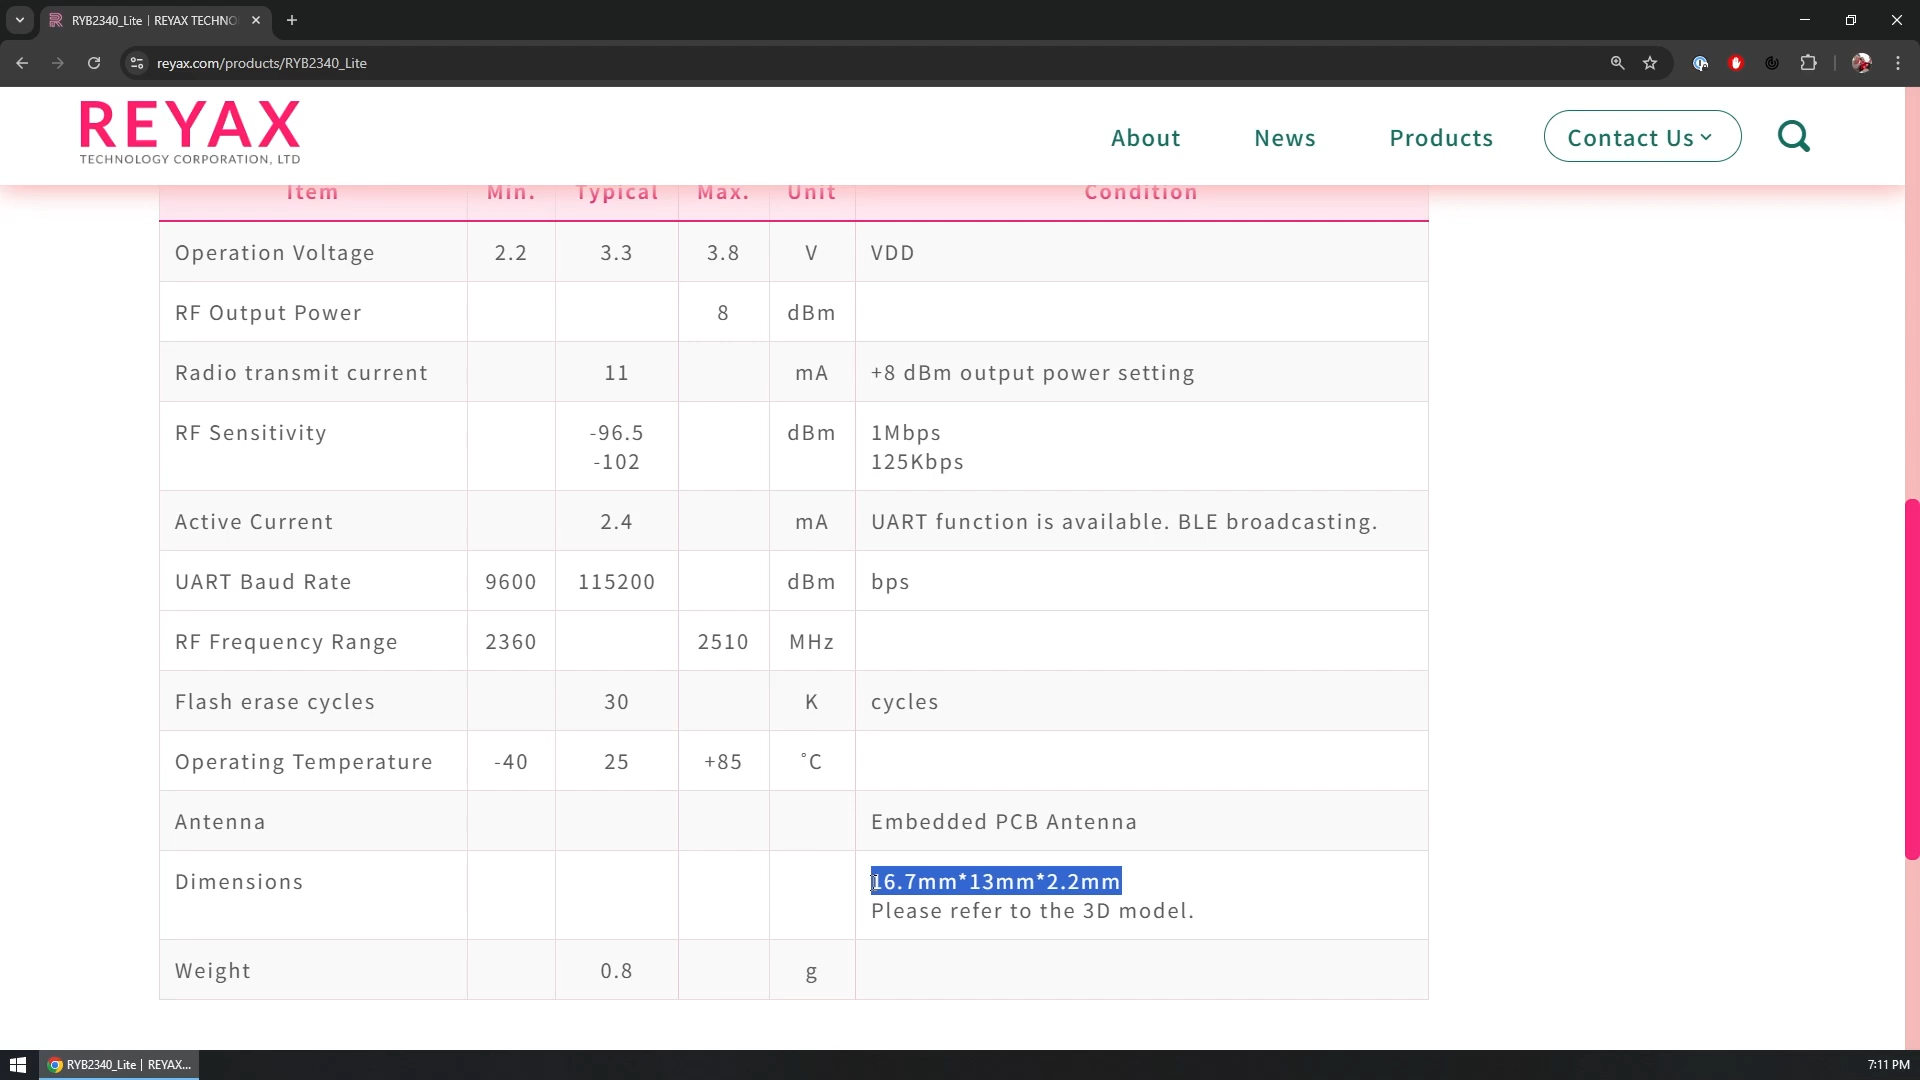 RYB2340_Lite | REYAX TECHNO
reyax.com/products/RYB2340_Lite
REYAX
TECHNOLOGY CORPORATION, LTD
About News Products Contact Us
Item Min. Typical Max. Unit Condition
Operation Voltage 2.2 3.3 3.8 V VDD
RF Output Power 8 dBm
Radio transmit current 11 mA +8 dBm output power setting
RF Sensitivity -96.5 dBm 1Mbps
-102 125Kbps
Active Current 2.4 mA UART function is available. BLE broadcasting.
UART Baud Rate 9600 115200 dBm bps
RF Frequency Range 2360 2510 MHz
Flash erase cycles 30 K cycles
Operating Temperature -40 25 +85 ˚C
Antenna Embedded PCB Antenna
Dimensions 16.7mm*13mm*2.2mm
Please refer to the 3D model.
Weight 0.8 g
RYB2340_Lite | REYAX...
7:11 PM